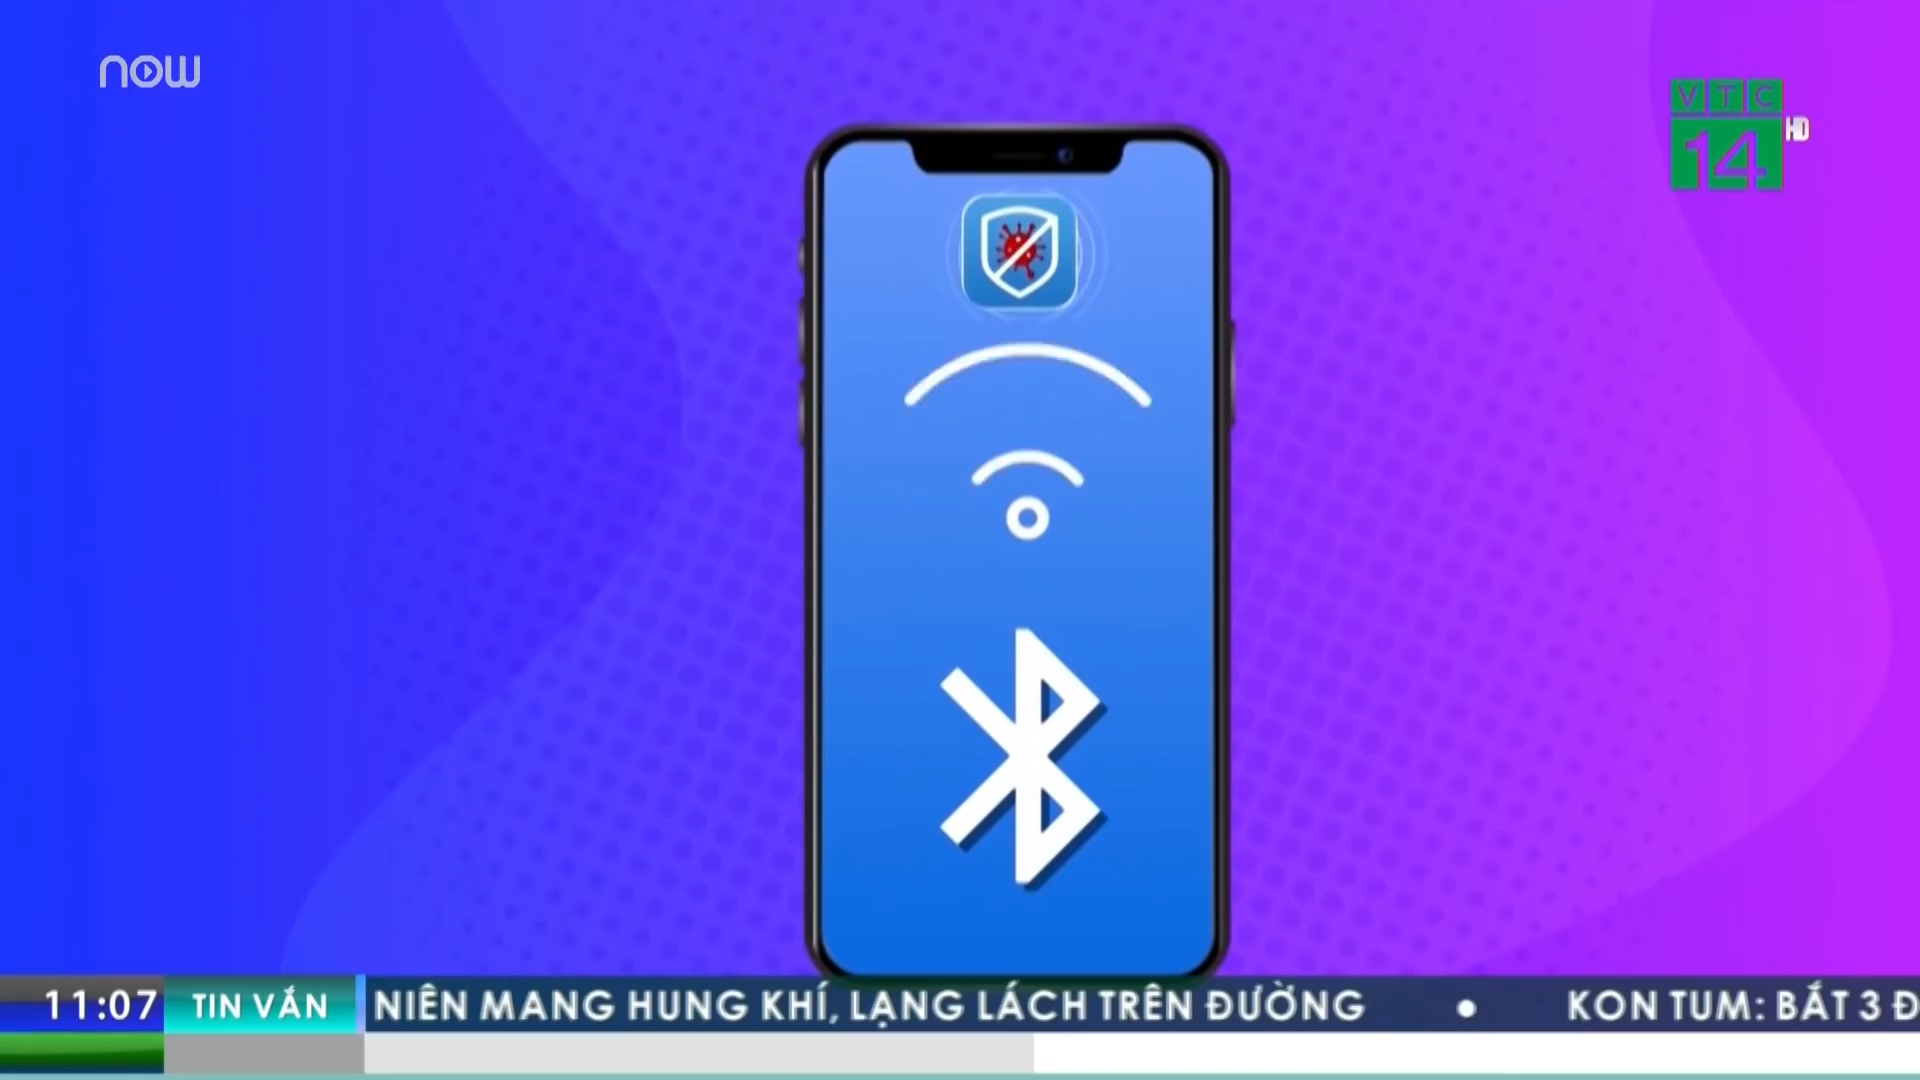 now
VTC
14
HD
11:07
TIN VẮN
NIÊN MANG HUNG KHÍ, LẠNG LÁCH TRÊN ĐƯỜNG • KON TUM: BẮT 3 Đ